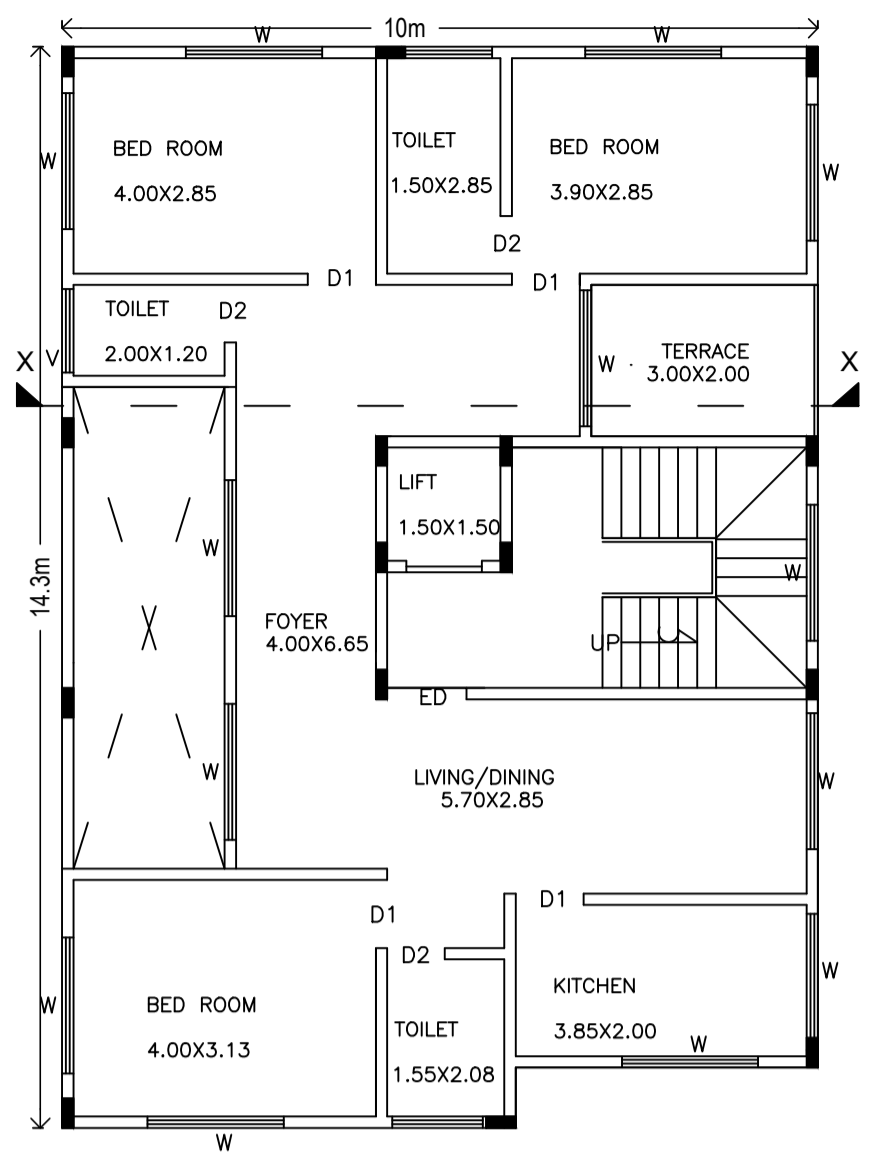 10m
W
W
BED ROOM
4.00X2.85
TOILET
1.50X2.85
BED ROOM
3.90X2.85
W
W
D2
D1
D1
TOILET
2.00X1.20
D2
V
X
X
W
TERRACE
3.00X2.00
LIFT
1.50X1.50
14.3m
W
W
FOYER
4.00X6.65
UP
ED
W
LIVING/DINING
5.70X2.85
W
D1
D1
D2
BED ROOM
4.00X3.13
W
TOILET
1.55X2.08
KITCHEN
3.85X2.00
W
W
W